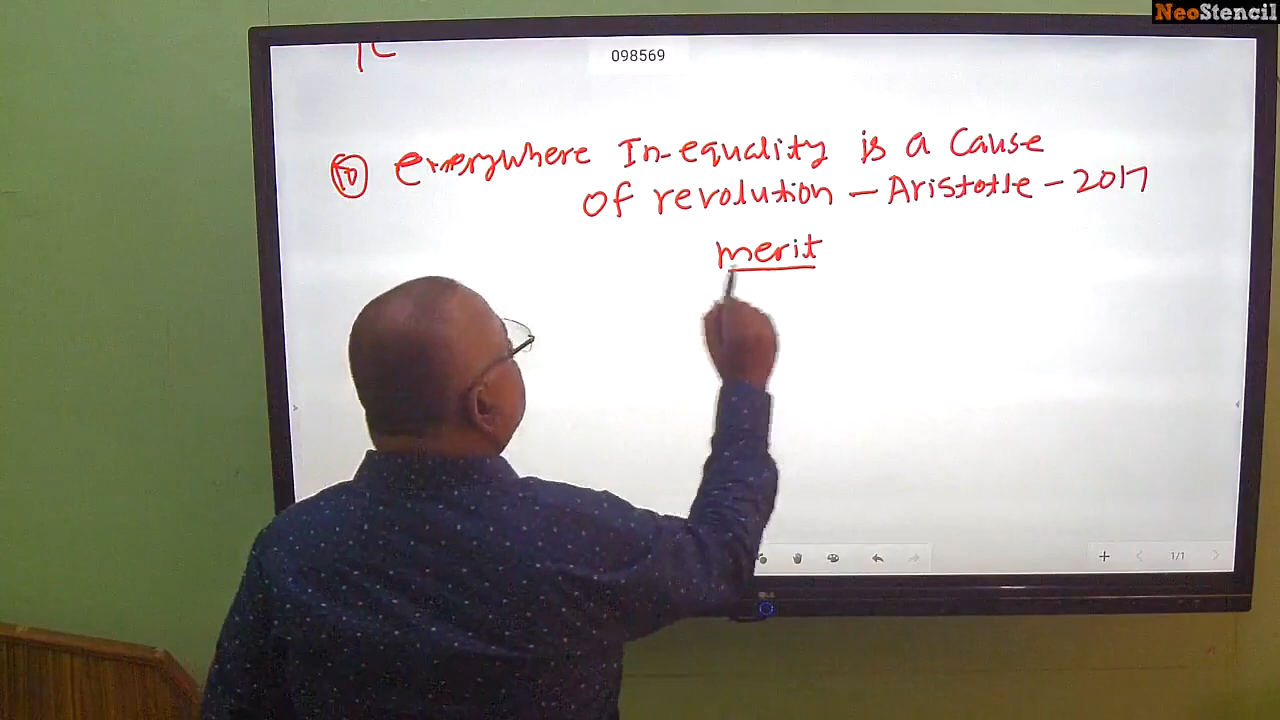 NeoStencil
098569
10 everywhere In-equality is a Cause
Of revolution – Aristotle – 2017
merit
1/1